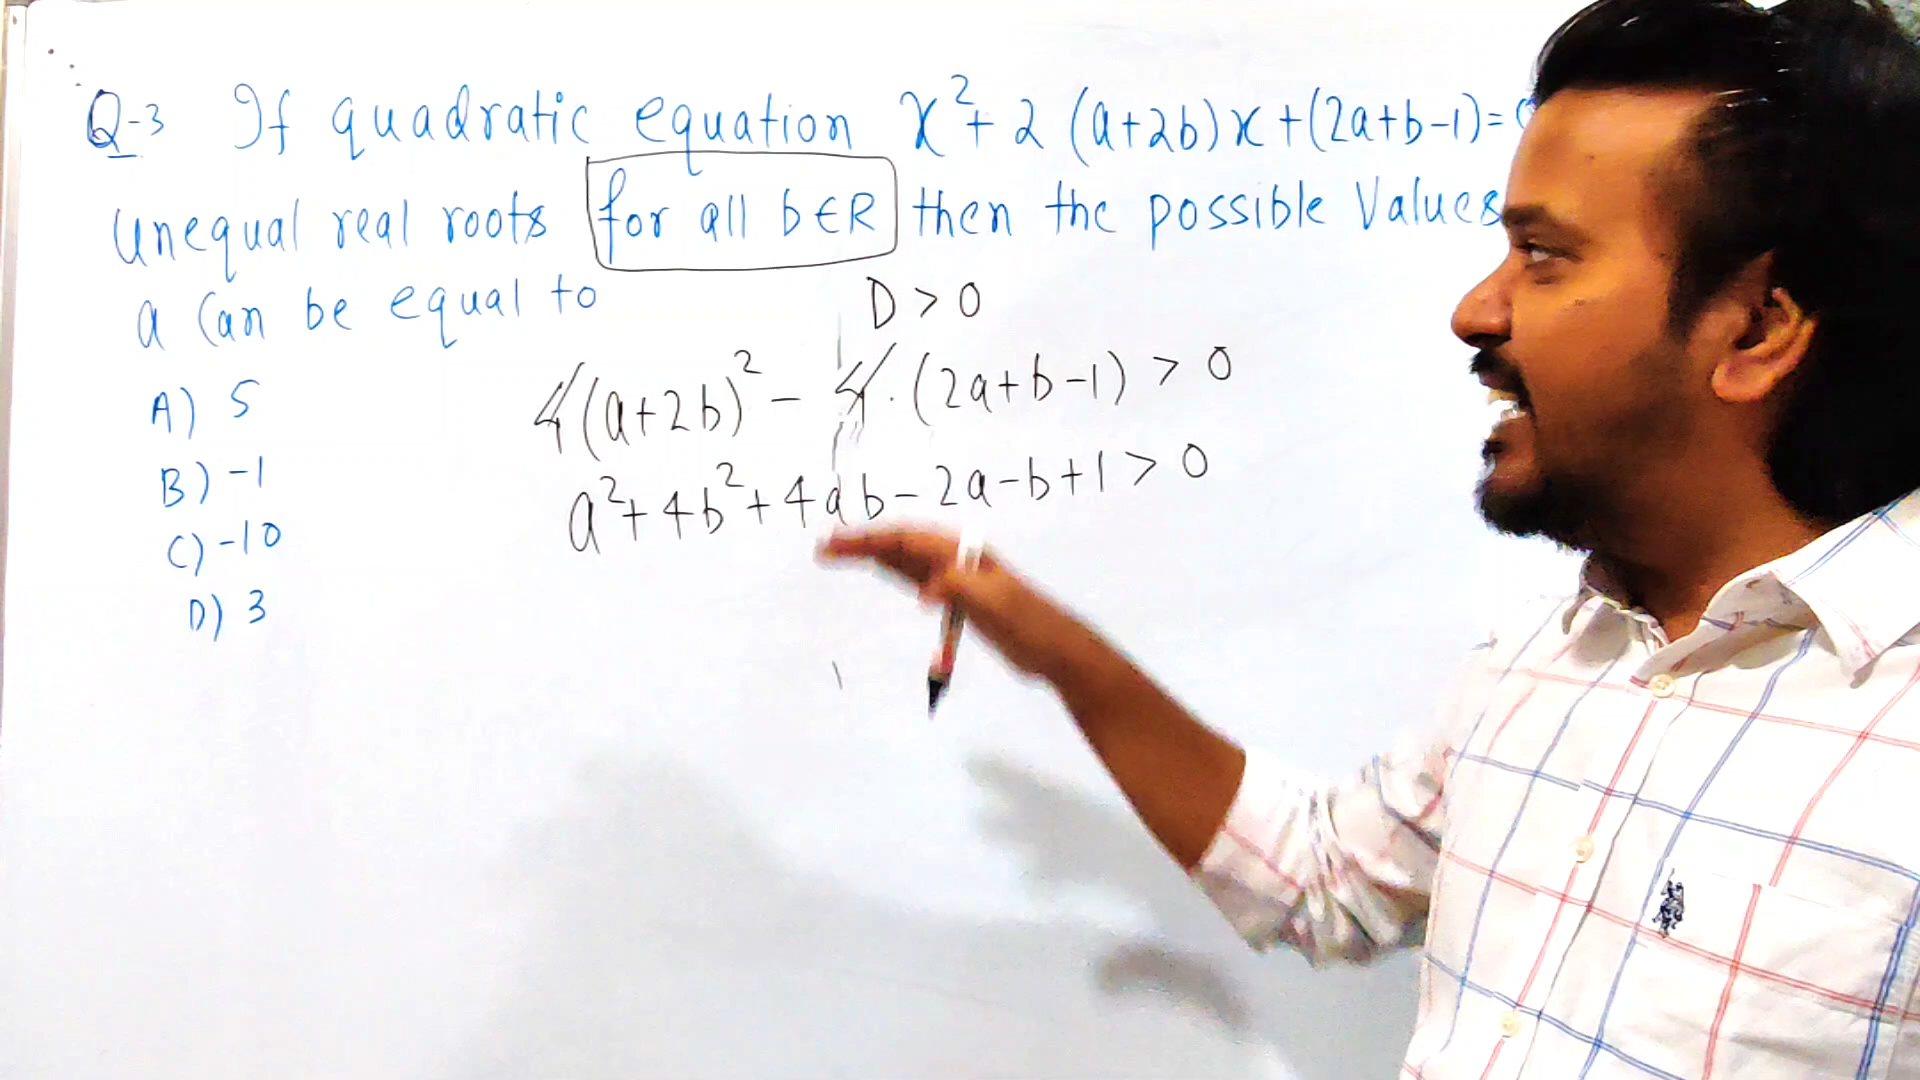 Q-3 If quadratic equation x²+2(a+2b)x+(2a+b-1)=
unequal real roots for all b∈R then the possible values
a can be equal to
D > 0
4(a+2b)² - 4·(2a+b-1) > 0
a²+4b²+4ab-2a-b+1 > 0
A) 5
B) -1
C) -10
D) 3